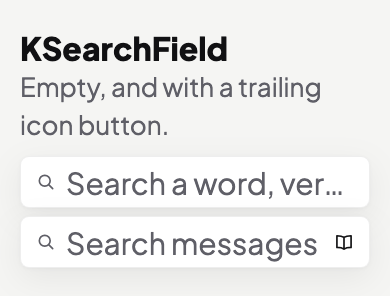 KSearchField
Empty, and with a trailing
icon button.
Search a word, ver...
Search messages